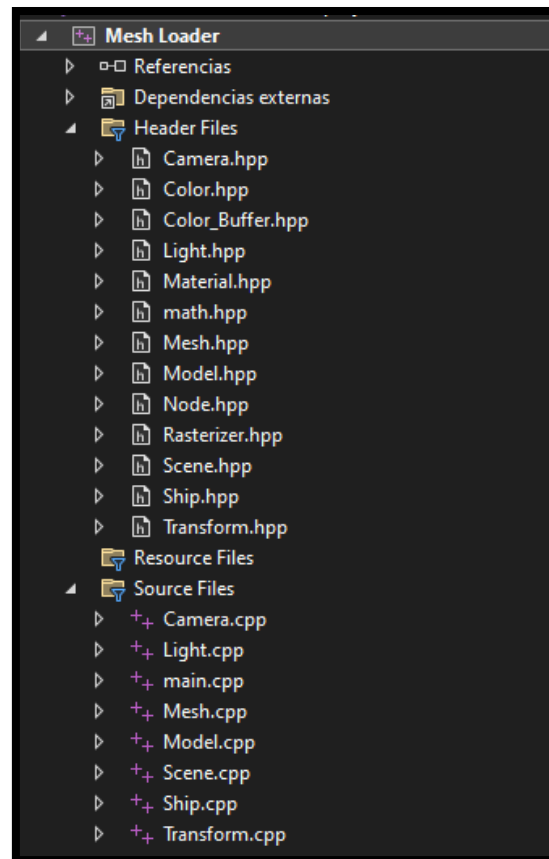 Mesh Loader
Referencias
Dependencias externas
Header Files
Camera.hpp
Color.hpp
Color_Buffer.hpp
Light.hpp
Material.hpp
math.hpp
Mesh.hpp
Model.hpp
Node.hpp
Rasterizer.hpp
Scene.hpp
Ship.hpp
Transform.hpp
Resource Files
Source Files
Camera.cpp
Light.cpp
main.cpp
Mesh.cpp
Model.cpp
Scene.cpp
Ship.cpp
Transform.cpp